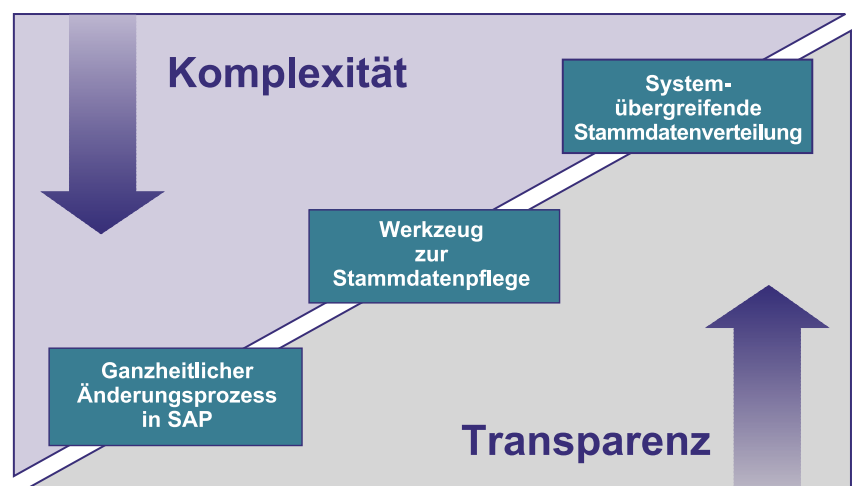 Komplexität
System-
übergreifende
Stammdatenverteilung
Werkzeug
zur
Stammdatenpflege
Ganzheitlicher
Änderungsprozess
in SAP
Transparenz